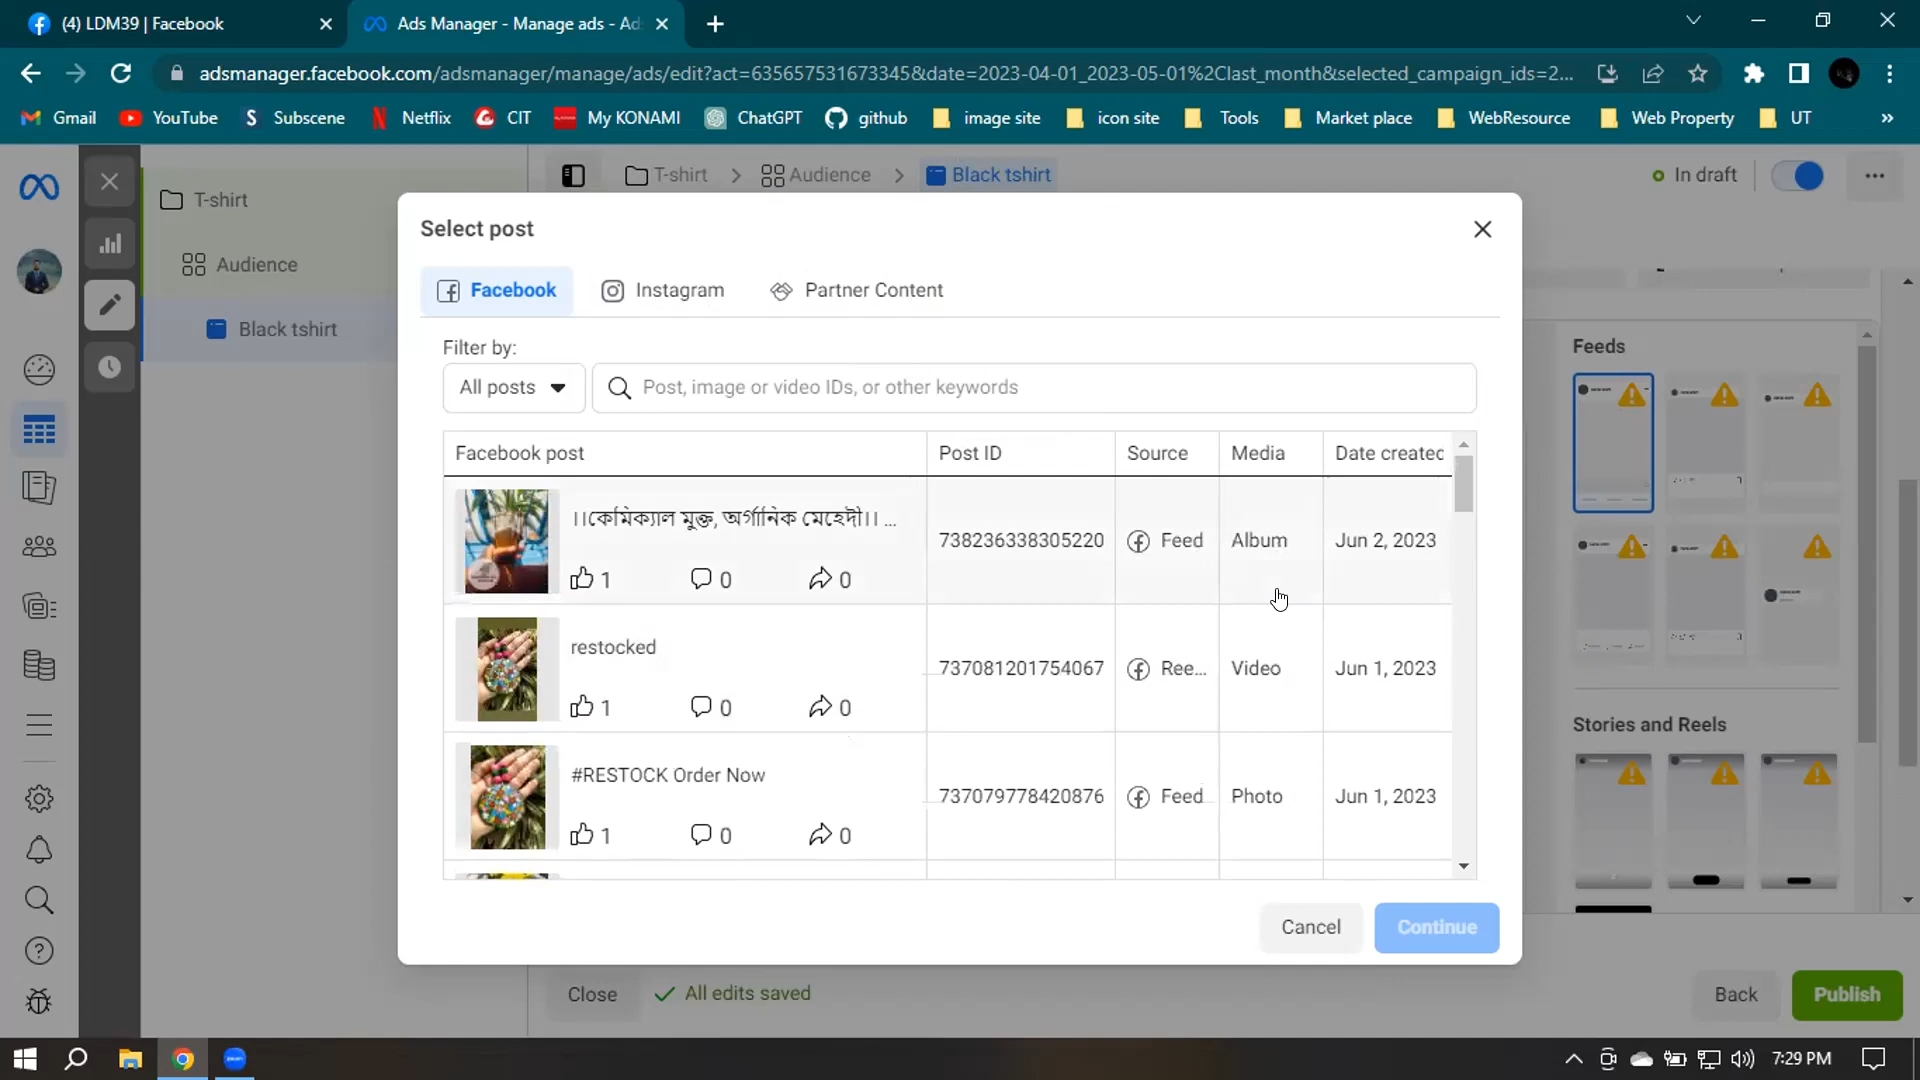 (4) LDM39 | Facebook
Ads Manager - Manage ads - Ad
adsmanager.facebook.com/adsmanager/manage/ads/edit?act=635657531673345&date=2023-04-01_2023-05-01%2Clast_month&selected_campaign_ids=2...
Gmail YouTube Subscene Netflix CIT My KONAMI ChatGPT github image site icon site Tools Market place WebResource Web Property UT »
T-shirt
Audience
Black tshirt
T-shirt > Audience > Black tshirt
In draft
Select post
Facebook Instagram Partner Content
Filter by:
All posts
Post, image or video IDs, or other keywords
Facebook post Post ID Source Media Date created
।।কেমিক্যাল মুক্ত, অর্গানিক মেহেদী।। ...
1 0 0
738236338305220 Feed Album Jun 2, 2023
restocked
1 0 0
737081201754067 Ree... Video Jun 1, 2023
#RESTOCK Order Now
1 0 0
737079778420876 Feed Photo Jun 1, 2023
Cancel Continue
Feeds
Stories and Reels
Close All edits saved
Back Publish
7:29 PM